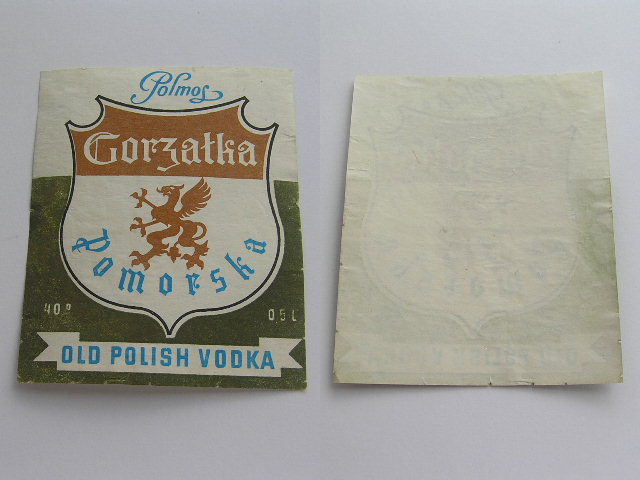 Polmos
Gorzałka
Pomorska
40°
0,5 L
OLD POLISH VODKA